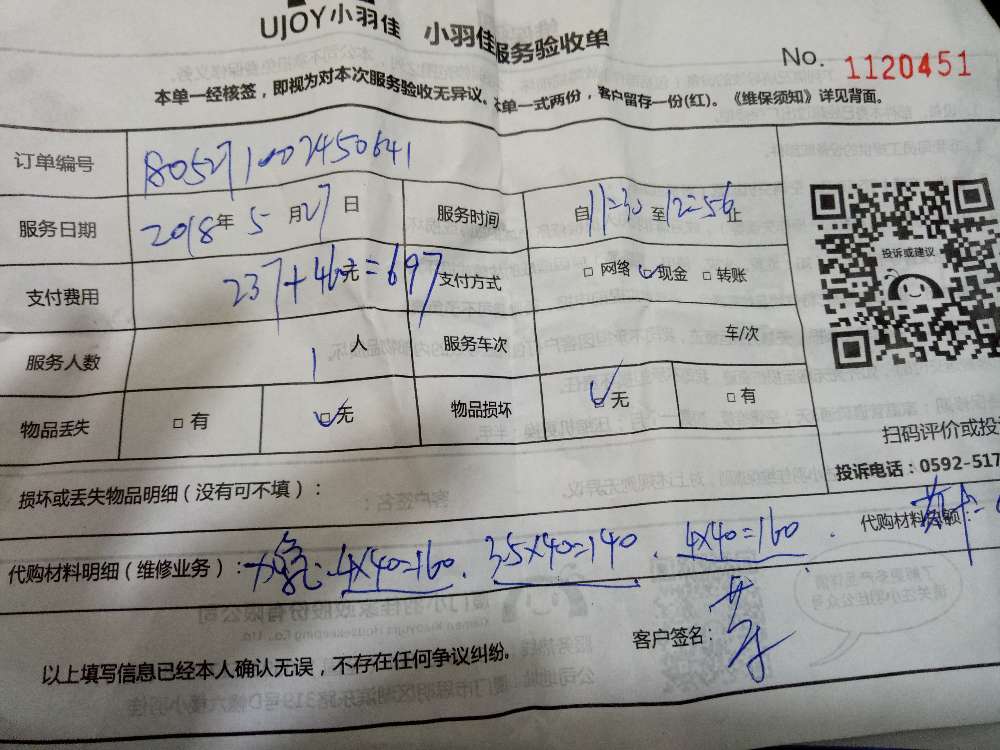 UJOY小羽佳 小羽佳服务验收单
No. 1120451
本单一经核签，即视为对本次服务验收无异议。本单一式两份，客户留存一份(红)。《维保须知》详见背面。
订单编号 1805271002450641
服务日期 2018年5月27日 服务时间 自11:30至12:56止
支付费用 237+460元=697 支付方式 □ 网络 □ 现金 □ 转账
服务人数 1人 服务车次 车/次
物品丢失 □ 有 □ 无 物品损坏 □ 无 □ 有
投诉或建议
扫码评价或投
投诉电话：0592-517
损坏或丢失物品明细（没有可不填）：
代购材料明细（维修业务）： 4×40=160. 3.5×40=140. 4×40=160.
代购材料金额：
以上填写信息已经本人确认无误，不存在任何争议纠纷。 客户签名：